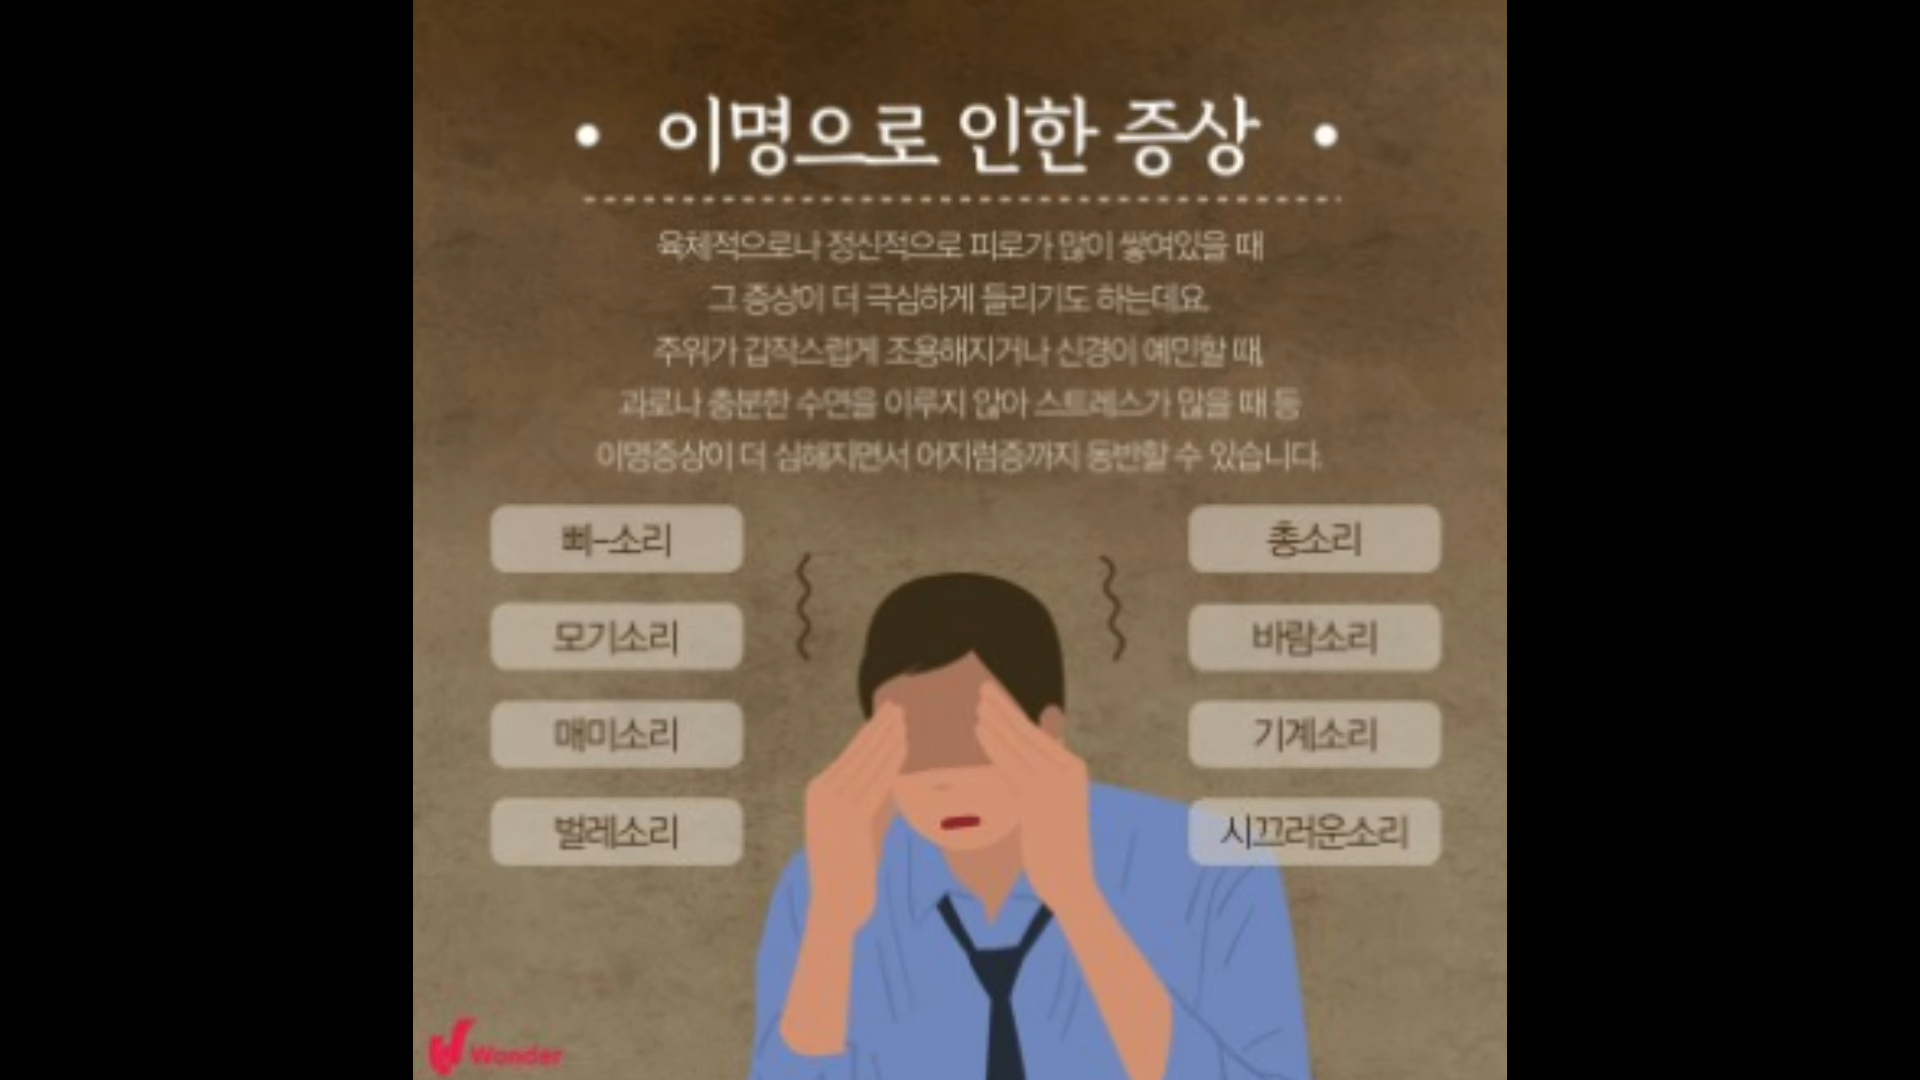 이명으로 인한 증상
육체적으로나 정신적으로 피로가 많이 쌓여있을 때
그 증상이 더 극심하게 들리기도 하는데요.
주위가 갑작스럽게 조용해지거나 신경이 예민할 때,
과로나 충분한 수면을 이루지 않아 스트레스가 많을 때 등
이명증상이 더 심해지면서 어지럼증까지 동반할 수 있습니다.
삐-소리
총소리
모기소리
바람소리
매미소리
기계소리
벌레소리
시끄러운소리
Wonder